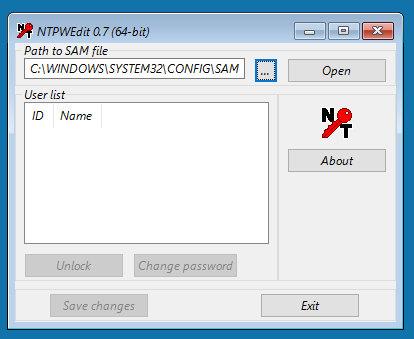 NTPWEdit 0.7 (64-bit)
Path to SAM file
C:\WINDOWS\SYSTEM32\CONFIG\SAM
...
Open
User list
ID Name
N
T
About
Unlock
Change password
Save changes
Exit